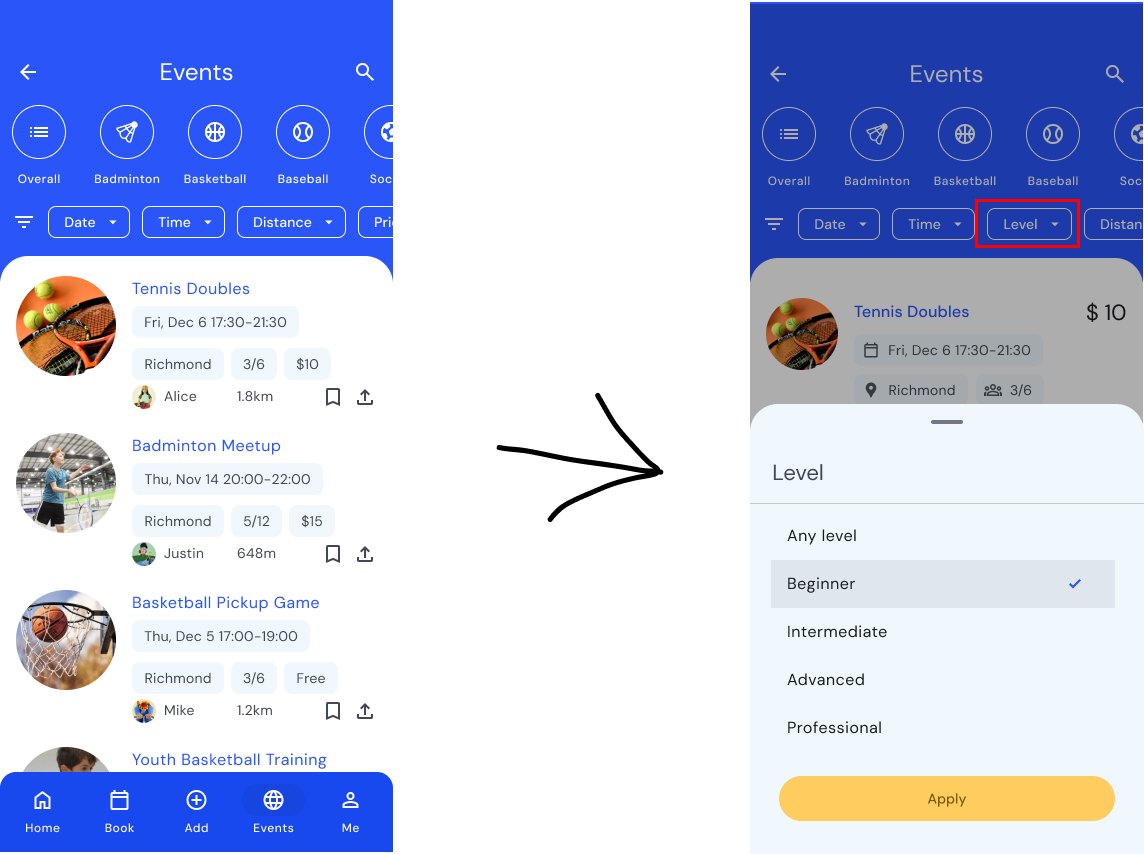 Events
Overall Badminton Basketball Baseball Soc
Date Time Distance Pri
Tennis Doubles
Fri, Dec 6 17:30-21:30
Richmond 3/6 $10
Alice 1.8km
Badminton Meetup
Thu, Nov 14 20:00-22:00
Richmond 5/12 $15
Justin 648m
Basketball Pickup Game
Thu, Dec 5 17:00-19:00
Richmond 3/6 Free
Mike 1.2km
Youth Basketball Training
Home Book Add Events Me
Events
Overall Badminton Basketball Baseball Soc
Date Time Level Distan
Tennis Doubles $ 10
Fri, Dec 6 17:30-21:30
Richmond 3/6
Level
Any level
Beginner
Intermediate
Advanced
Professional
Apply